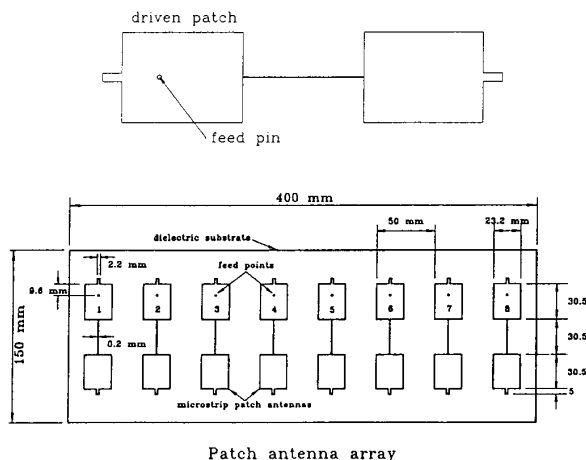 driven patch
feed pin
400 mm
dielectric substrate
50 mm
23.2 mm
2.2 mm
feed points
9.6 mm
1 2 3 4 5 6 7 8
30.5
150 mm
0.2 mm
30.5
30.5
microstrip patch antennas
5
Patch antenna array